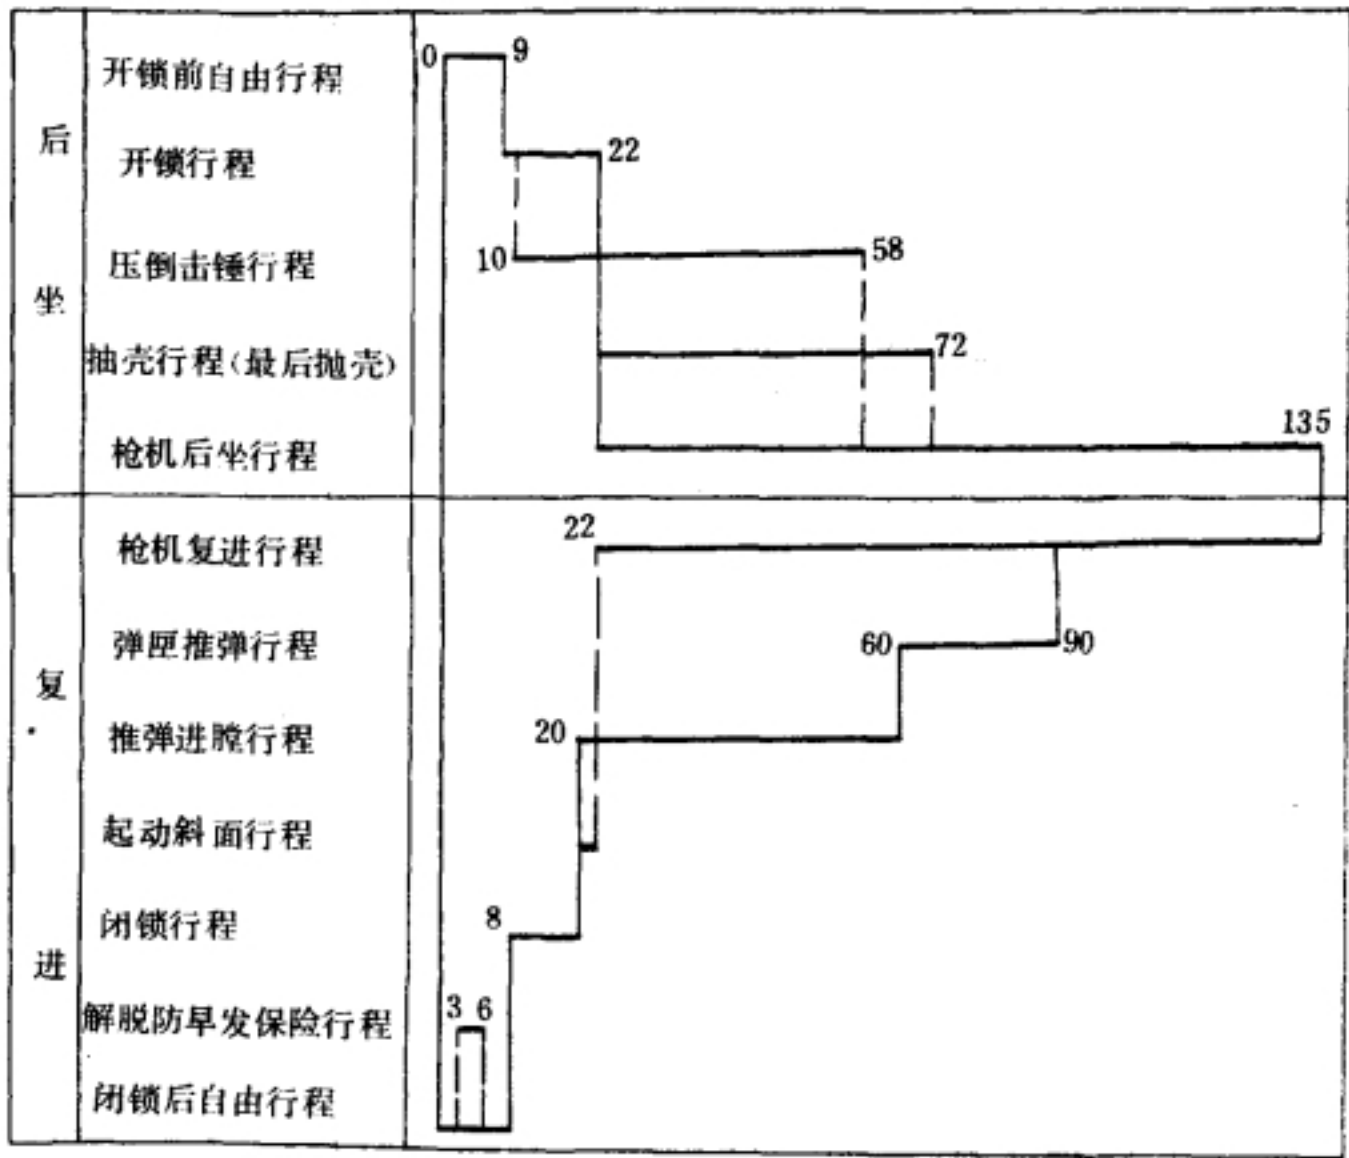 后坐
开锁前自由行程
0 9
开锁行程
22
压倒击锤行程
10 58
抽壳行程(最后抛壳)
72
枪机后坐行程
135
复进
枪机复进行程
22
弹匣推弹行程
60 90
推弹进膛行程
20
起动斜面行程
闭锁行程
8
解脱防早发保险行程
3 6
闭锁后自由行程